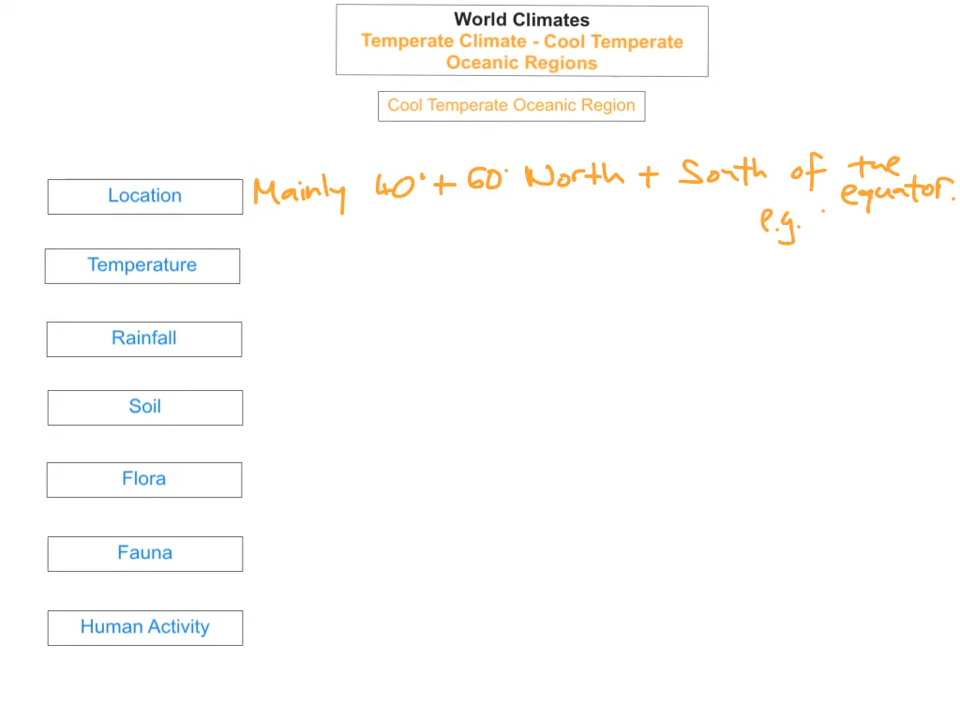 World Climates
Temperate Climate - Cool Temperate
Oceanic Regions
Cool Temperate Oceanic Region
Location
Mainly 40° + 60° North + South of the
equator.
e.g.
Temperature
Rainfall
Soil
Flora
Fauna
Human Activity